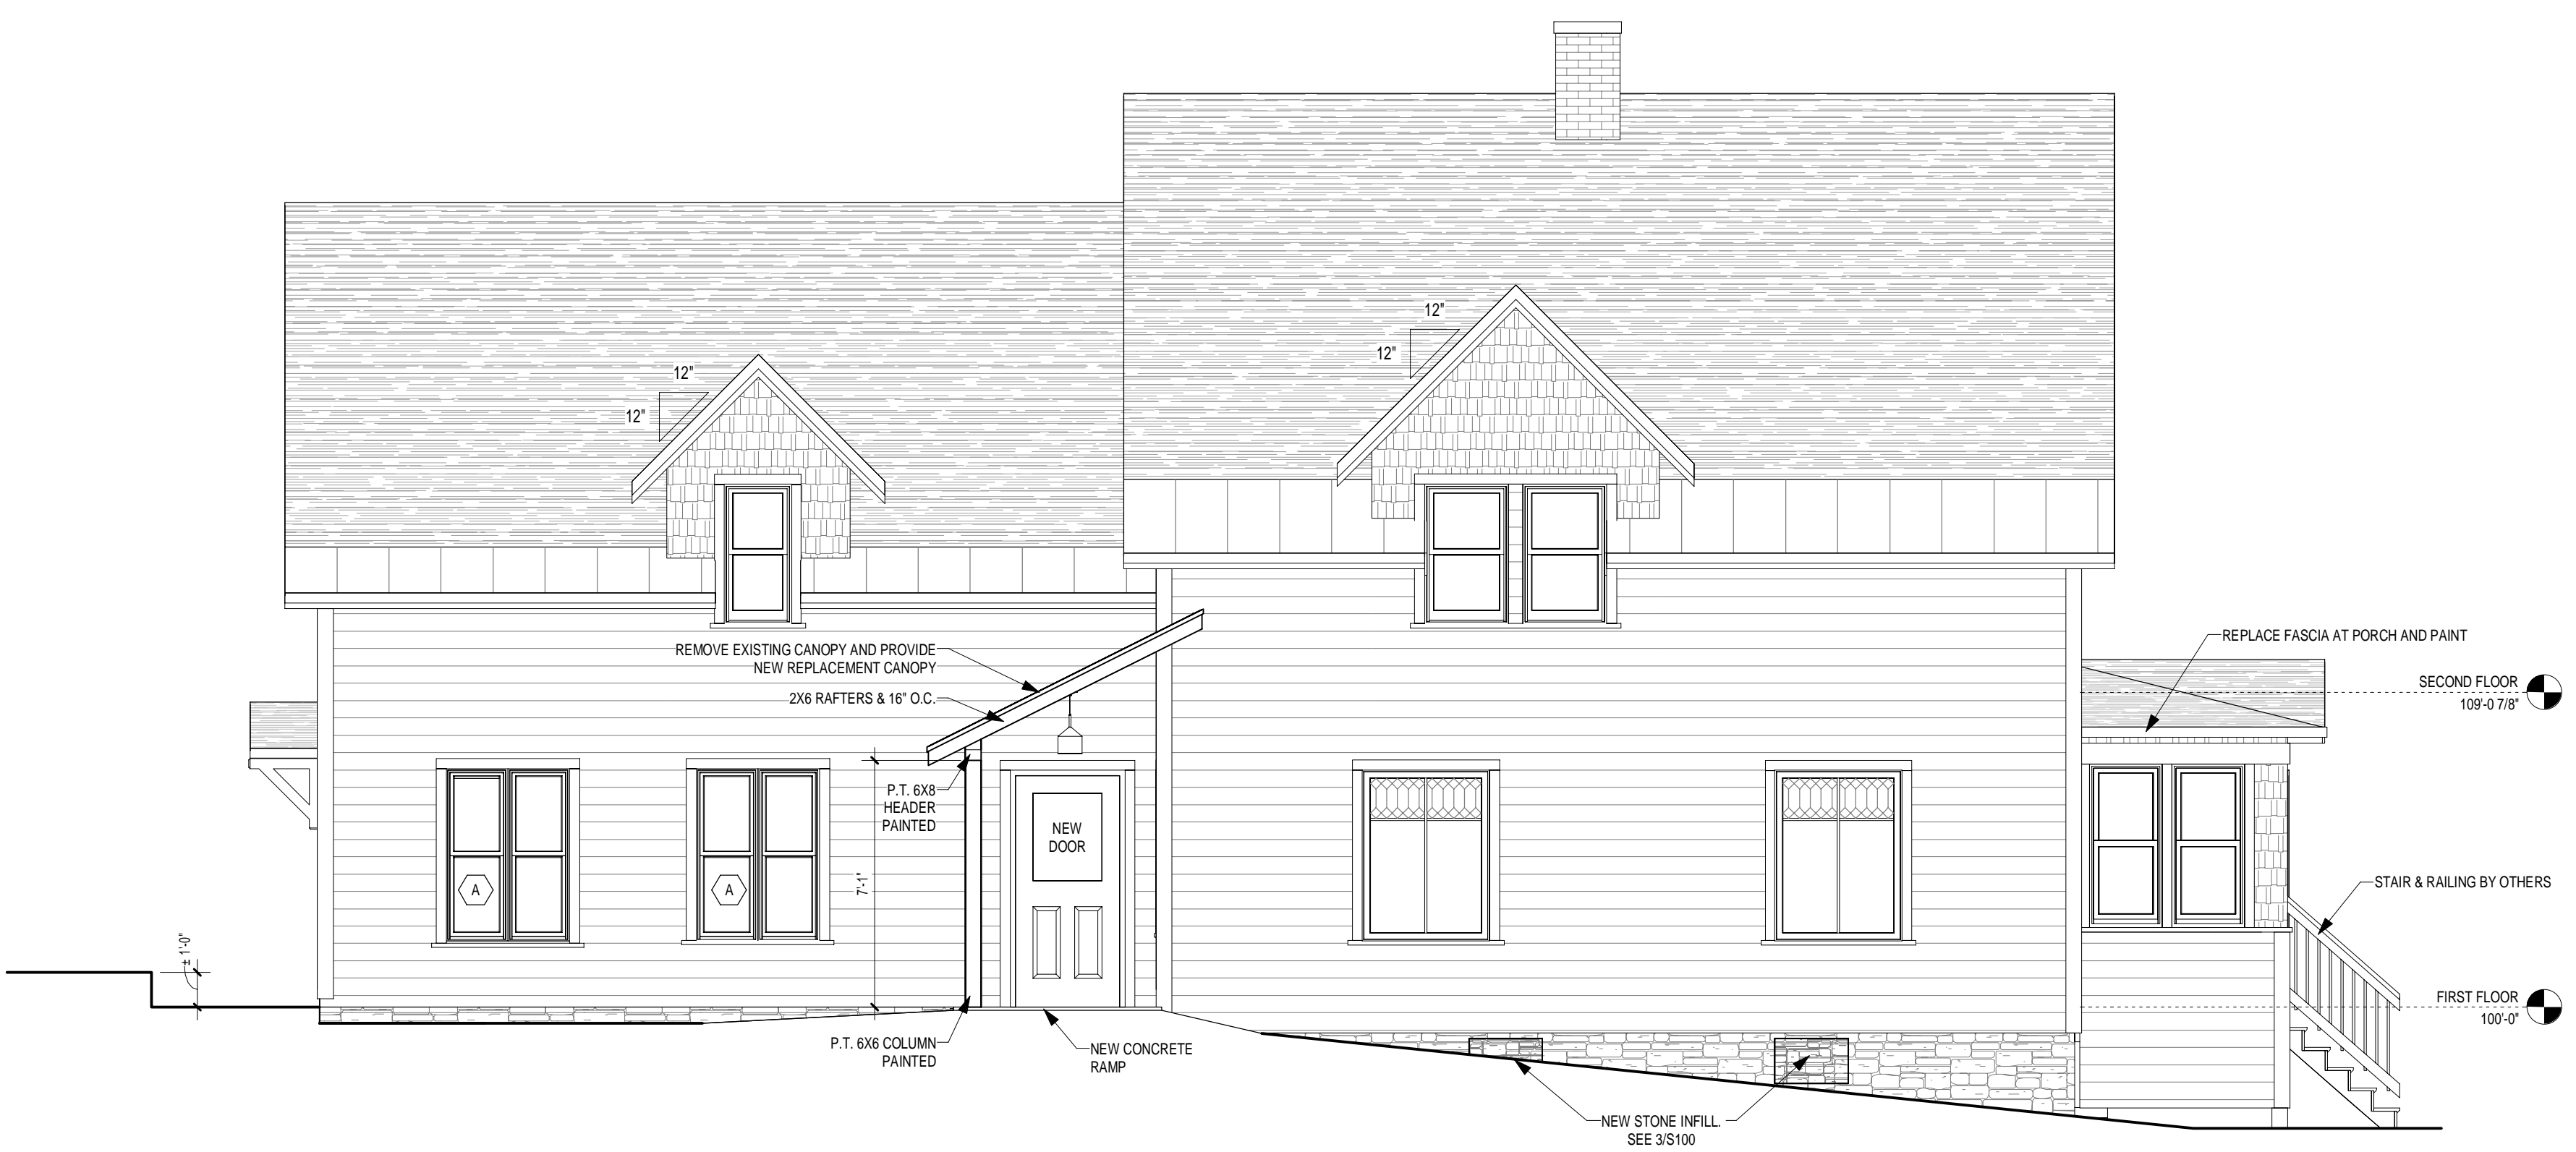 12"
12"
12"
12"
REMOVE EXISTING CANOPY AND PROVIDE
NEW REPLACEMENT CANOPY
2X6 RAFTERS & 16" O.C.
REPLACE FASCIA AT PORCH AND PAINT
SECOND FLOOR
109'-0 7/8"
P.T. 6X8
HEADER
PAINTED
NEW
DOOR
A
A
7'-1"
STAIR & RAILING BY OTHERS
± 1'-0"
FIRST FLOOR
100'-0"
P.T. 6X6 COLUMN
PAINTED
NEW CONCRETE
RAMP
NEW STONE INFILL.
SEE 3/S100